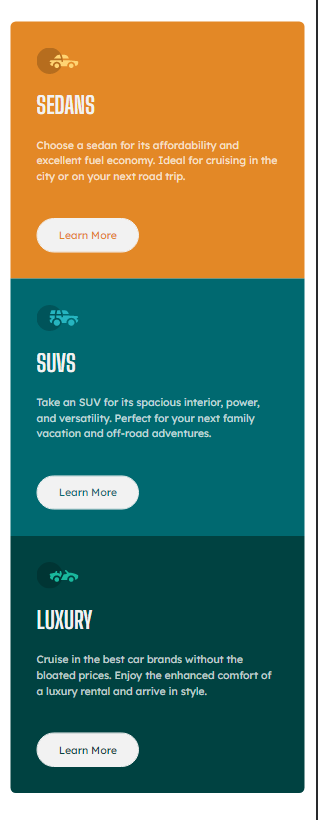 SEDANS
Choose a sedan for its affordability and
excellent fuel economy. Ideal for cruising in the
city or on your next road trip.
Learn More
SUVS
Take an SUV for its spacious interior, power,
and versatility. Perfect for your next family
vacation and off-road adventures.
Learn More
LUXURY
Cruise in the best car brands without the
bloated prices. Enjoy the enhanced comfort of
a luxury rental and arrive in style.
Learn More